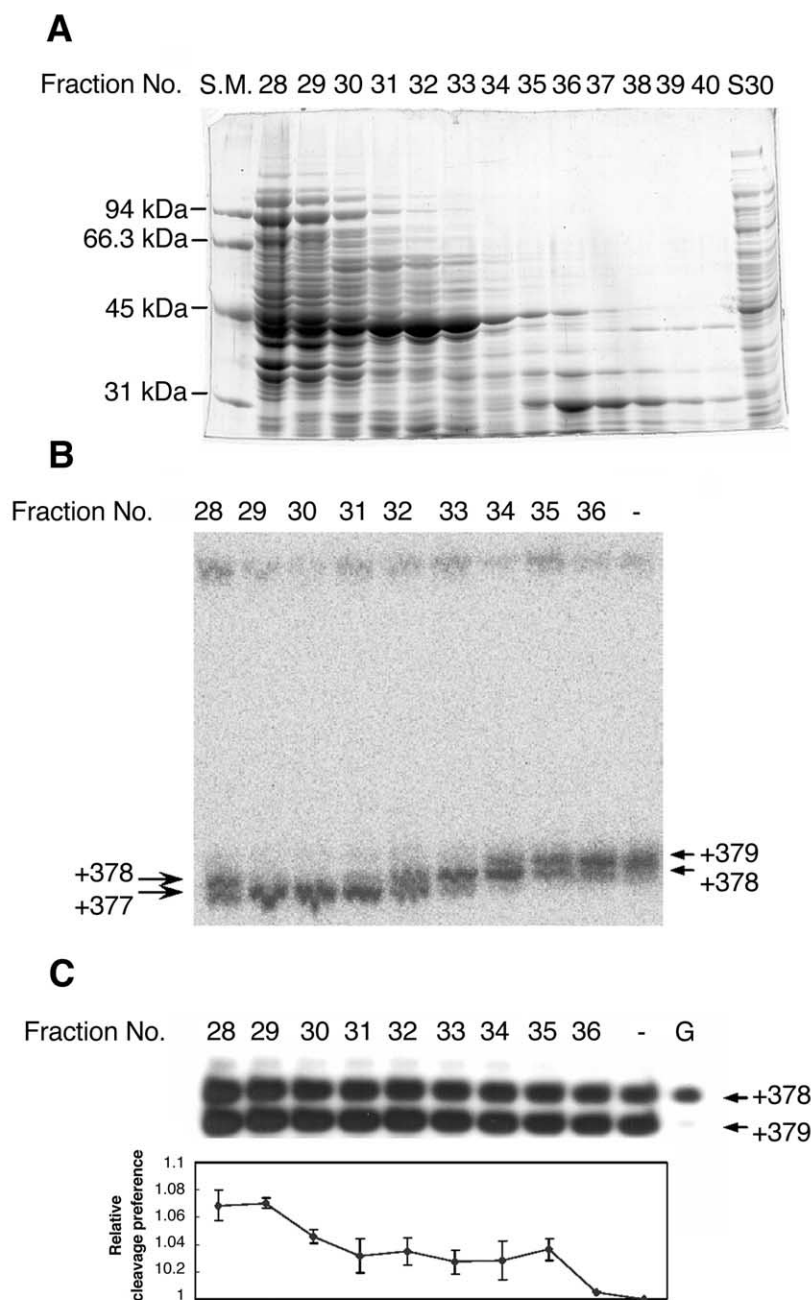 A
Fraction No. S.M. 28 29 30 31 32 33 34 35 36 37 38 39 40 S30
94 kDa
66.3 kDa
45 kDa
31 kDa
B
Fraction No. 28 29 30 31 32 33 34 35 36 -
+378
+377
+379
+378
C
Fraction No. 28 29 30 31 32 33 34 35 36 - G
+378
+379
Relative
cleavage preference
1.1
1.08
1.06
1.04
10.2
1